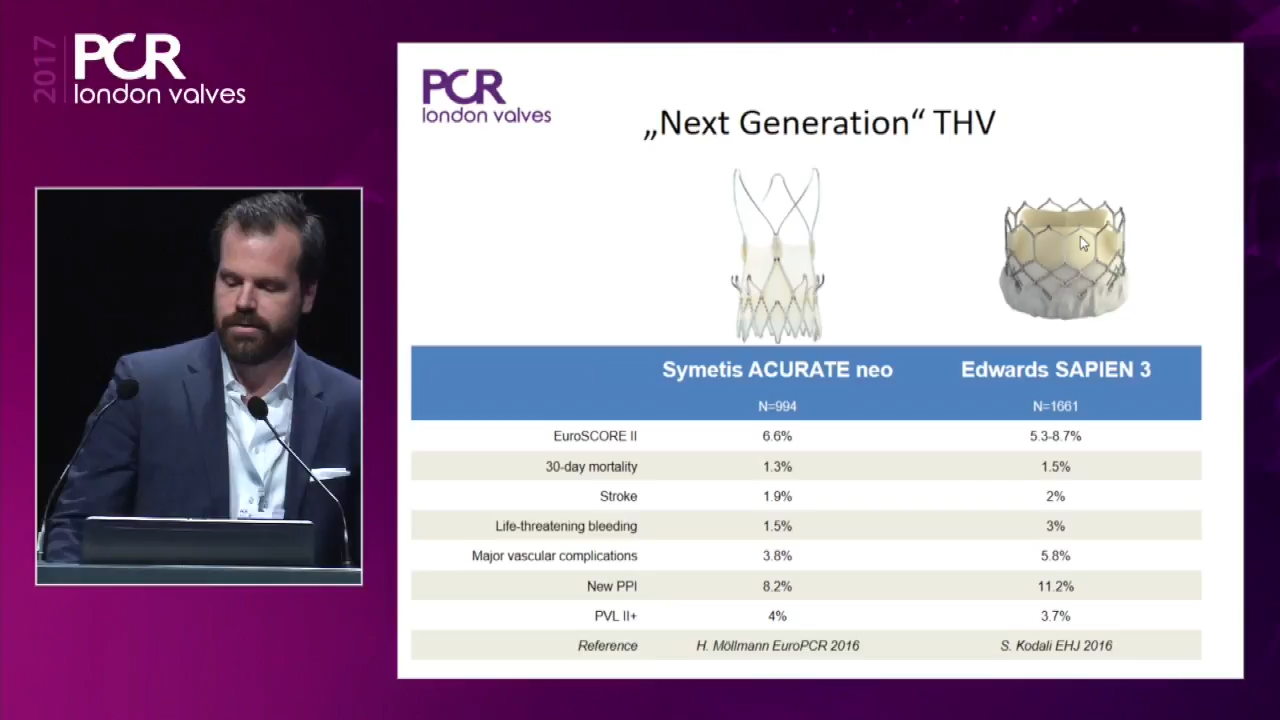 2017
PCR
london valves
PCR
london valves
„Next Generation“ THV
Symetis ACURATE neo
Edwards SAPIEN 3
N=994
N=1661
EuroSCORE II
6.6%
5.3-8.7%
30-day mortality
1.3%
1.5%
Stroke
1.9%
2%
Life-threatening bleeding
1.5%
3%
Major vascular complications
3.8%
5.8%
New PPI
8.2%
11.2%
PVL II+
4%
3.7%
Reference
H. Möllmann EuroPCR 2016
S. Kodali EHJ 2016